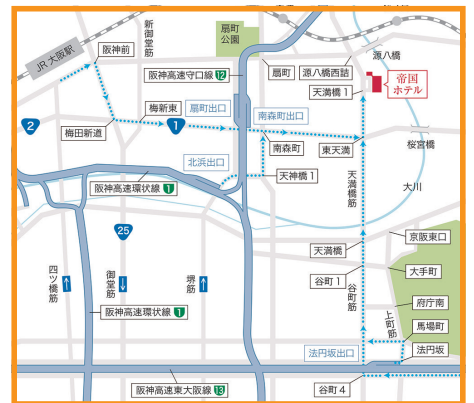 新御堂筋
扇町
公園
源八橋
JR 大阪駅
阪神前
阪神高速守口線 12
扇町
源八橋西詰
帝国
ホテル
天満橋 1
梅新東
扇町出口
南森町出口
2
1
梅田新道
南森町
東天満
桜宮橋
北浜出口
天神橋 1
阪神高速環状線 1
天満橋筋
大川
25
天満橋
京阪東口
四ツ橋筋
御堂筋
堺筋
谷町 1
大手町
谷町筋
上町筋
府庁南
阪神高速環状線 1
馬場町
法円坂出口
法円坂
阪神高速東大阪線 13
谷町 4